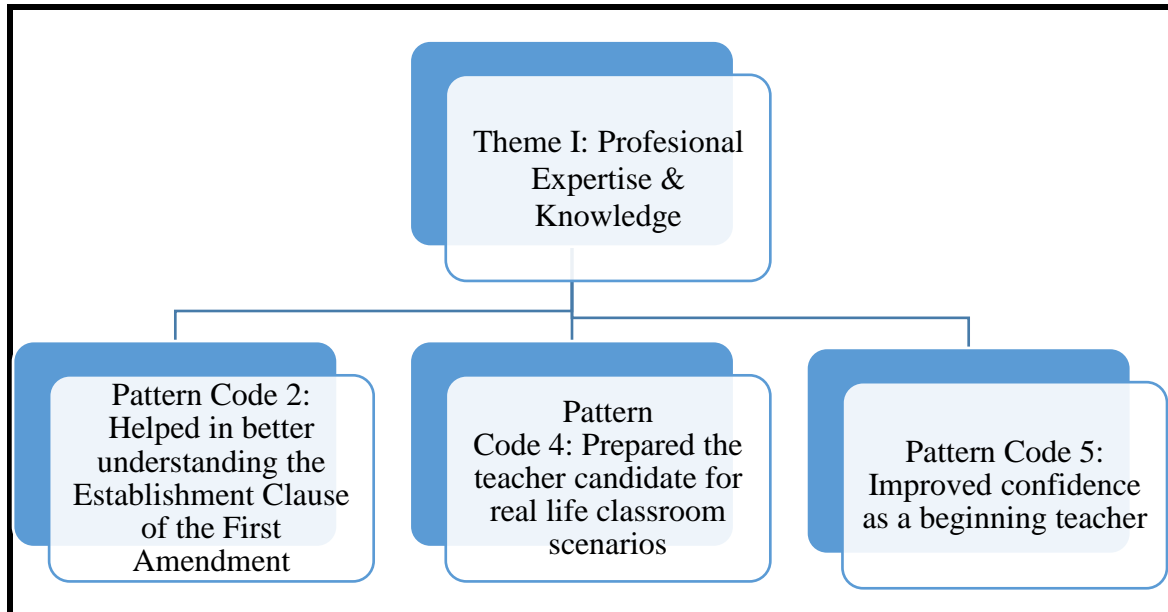 Theme I: Profesional
Expertise &
Knowledge
Pattern Code 2:
Helped in better
understanding the
Establishment Clause
of the First
Amendment
Pattern
Code 4: Prepared the
teacher candidate for
real life classroom
scenarios
Pattern Code 5:
Improved confidence
as a beginning teacher